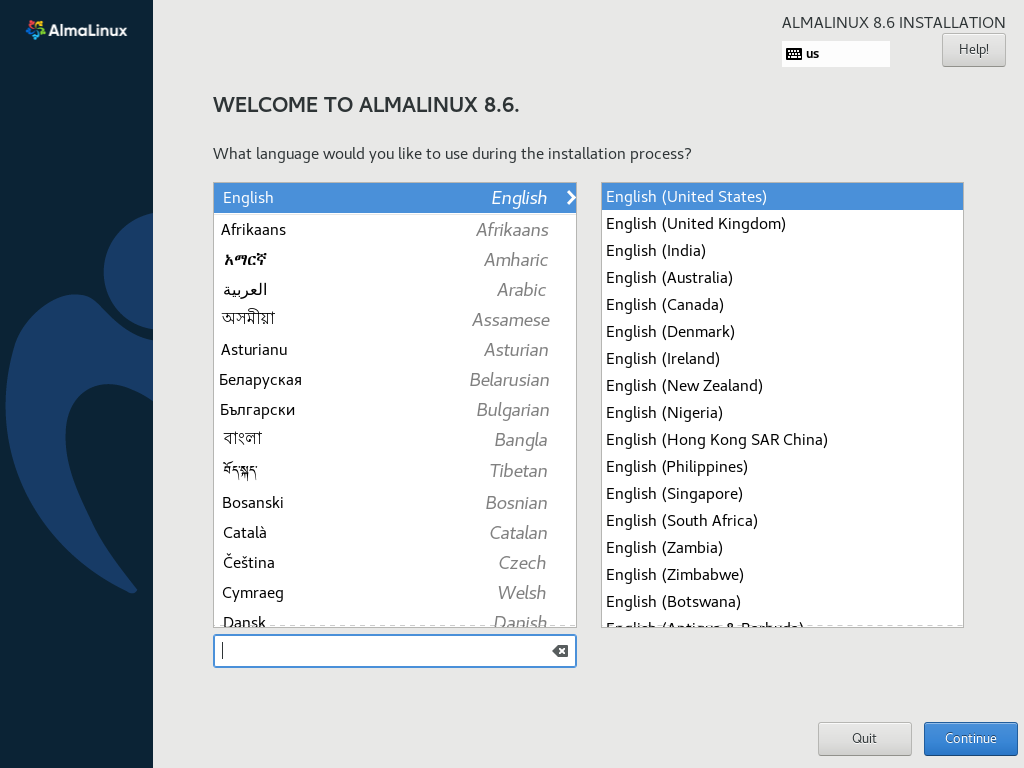 AlmaLinux
ALMALINUX 8.6 INSTALLATION
us
Help!
WELCOME TO ALMALINUX 8.6.
What language would you like to use during the installation process?
English English
Afrikaans Afrikaans
አማርኛ Amharic
العربية Arabic
অসমীয়া Assamese
Asturianu Asturian
Беларуская Belarusian
Български Bulgarian
বাংলা Bangla
བོད་སྐད་ Tibetan
Bosanski Bosnian
Català Catalan
Čeština Czech
Cymraeg Welsh
Dansk Danish
English (United States)
English (United Kingdom)
English (India)
English (Australia)
English (Canada)
English (Denmark)
English (Ireland)
English (New Zealand)
English (Nigeria)
English (Hong Kong SAR China)
English (Philippines)
English (Singapore)
English (South Africa)
English (Zambia)
English (Zimbabwe)
English (Botswana)
English (Antigua & Barbuda)
Quit
Continue